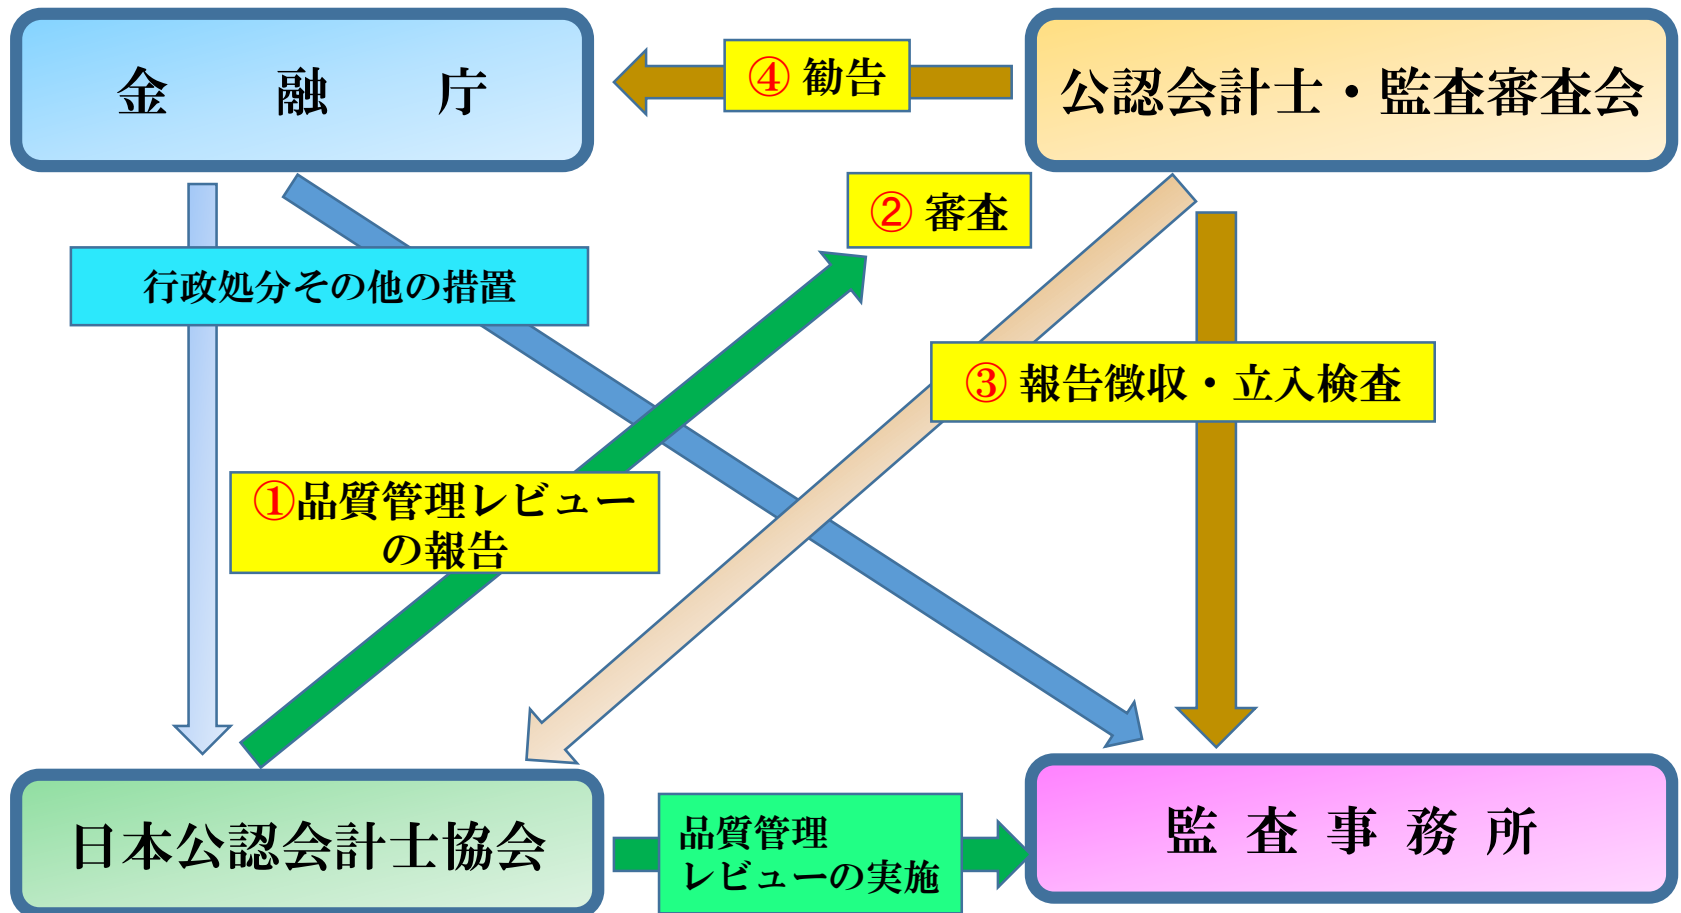 金融庁
④ 勧告
公認会計士・監査審査会
② 審査
行政処分その他の措置
③ 報告徴収・立入検査
①品質管理レビュー
の報告
日本公認会計士協会
品質管理
レビューの実施
監査事務所